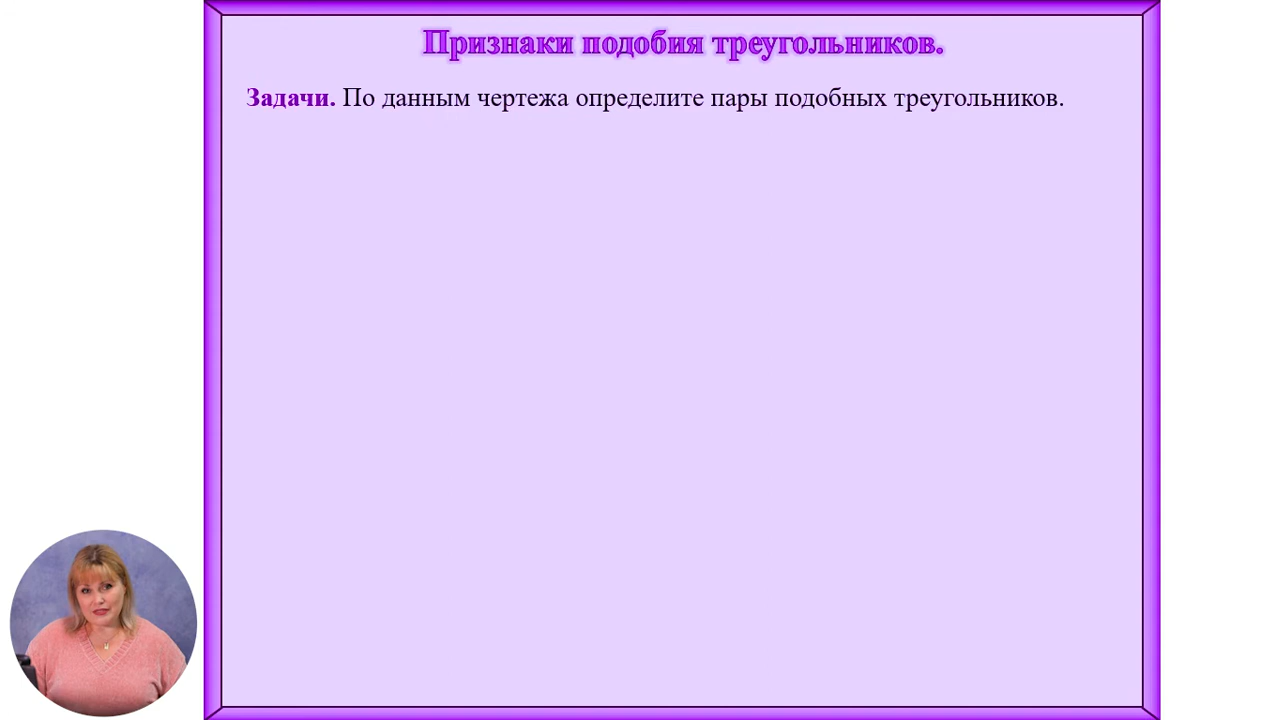 Признаки подобия треугольников.
Задачи. По данным чертежа определите пары подобных треугольников.